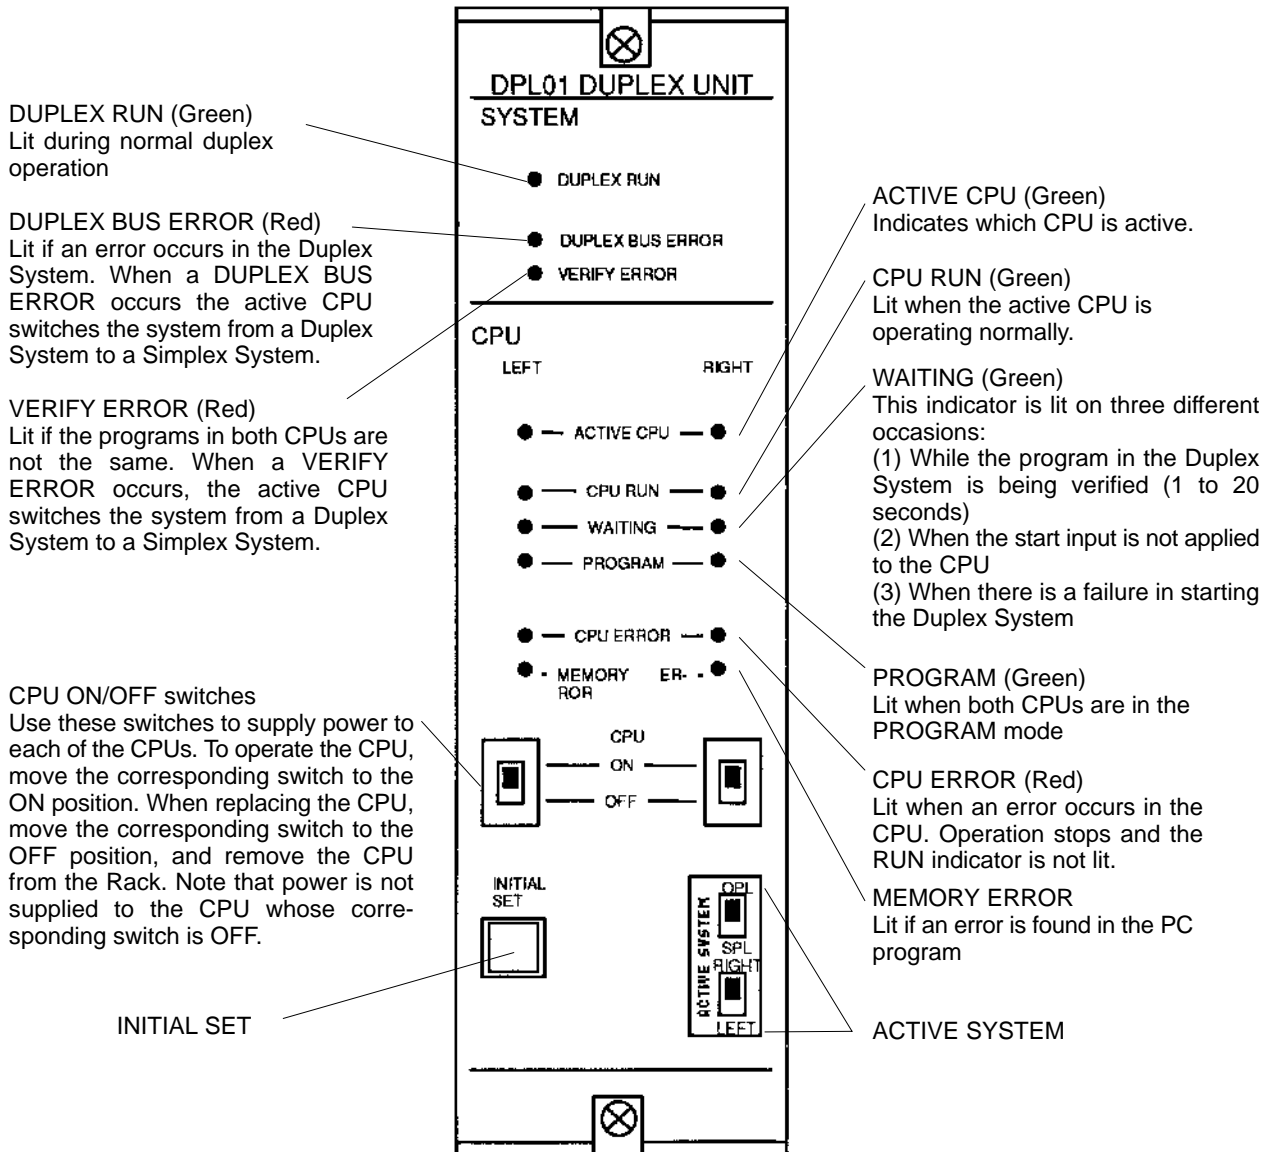 DUPLEX RUN (Green)
Lit during normal duplex
operation
DUPLEX BUS ERROR (Red)
Lit if an error occurs in the Duplex
System. When a DUPLEX BUS
ERROR occurs the active CPU
switches the system from a Duplex
System to a Simplex System.
VERIFY ERROR (Red)
Lit if the programs in both CPUs are
not the same. When a VERIFY
ERROR occurs, the active CPU
switches the system from a Duplex
System to a Simplex System.
CPU ON/OFF switches
Use these switches to supply power to
each of the CPUs. To operate the CPU,
move the corresponding switch to the
ON position. When replacing the CPU,
move the corresponding switch to the
OFF position, and remove the CPU
from the Rack. Note that power is not
supplied to the CPU whose corre-
sponding switch is OFF.
INITIAL SET
DPL01 DUPLEX UNIT
SYSTEM
DUPLEX RUN
DUPLEX BUS ERROR
VERIFY ERROR
CPU
LEFT RIGHT
ACTIVE CPU
CPU RUN
WAITING
PROGRAM
CPU ERROR
MEMORY ER-
ROR
CPU
ON
OFF
INITIAL
SET
ACTIVE SYSTEM
DPL
SPL
RIGHT
LEFT
ACTIVE CPU (Green)
Indicates which CPU is active.
CPU RUN (Green)
Lit when the active CPU is
operating normally.
WAITING (Green)
This indicator is lit on three different
occasions:
(1) While the program in the Duplex
System is being verified (1 to 20
seconds)
(2) When the start input is not applied
to the CPU
(3) When there is a failure in starting
the Duplex System
PROGRAM (Green)
Lit when both CPUs are in the
PROGRAM mode
CPU ERROR (Red)
Lit when an error occurs in the
CPU. Operation stops and the
RUN indicator is not lit.
MEMORY ERROR
Lit if an error is found in the PC
program
ACTIVE SYSTEM